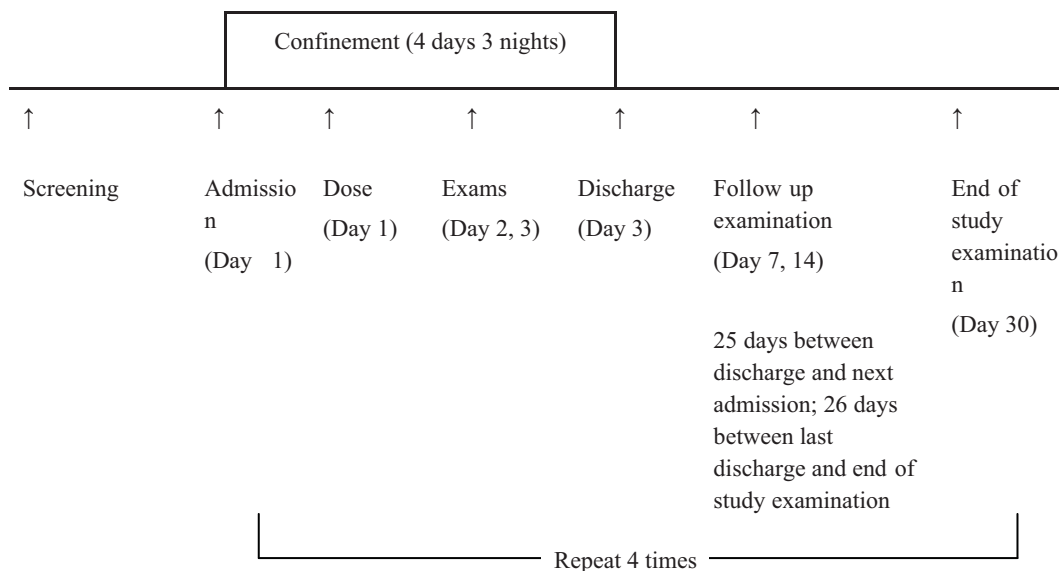 Confinement (4 days 3 nights)
↑ ↑ ↑ ↑ ↑ ↑ ↑
Screening
Admissio
n
(Day 1)
Dose
(Day 1)
Exams
(Day 2, 3)
Discharge
(Day 3)
Follow up
examination
(Day 7, 14)
25 days between
discharge and next
admission; 26 days
between last
discharge and end of
study examination
End of
study
examinatio
n
(Day 30)
Repeat 4 times